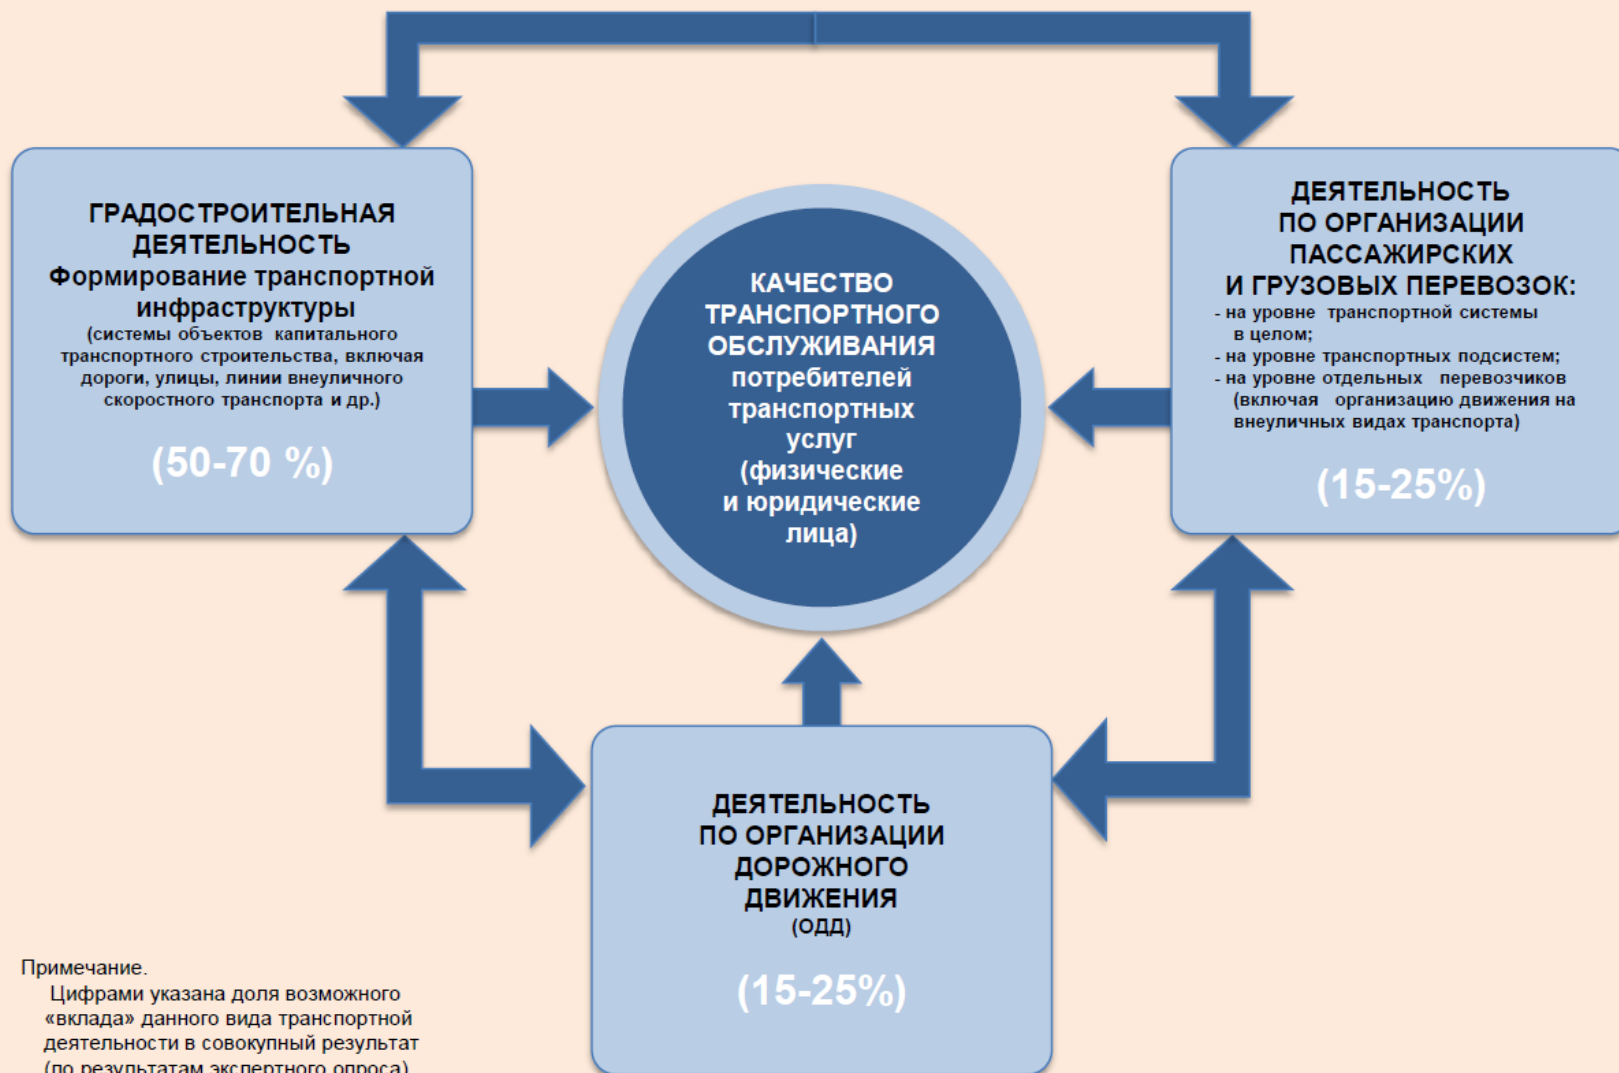 ГРАДОСТРОИТЕЛЬНАЯ
ДЕЯТЕЛЬНОСТЬ
Формирование транспортной
инфраструктуры
(системы объектов капитального
транспортного строительства, включая
дороги, улицы, линии внеуличного
скоростного транспорта и др.)
(50-70 %)
КАЧЕСТВО
ТРАНСПОРТНОГО
ОБСЛУЖИВАНИЯ
потребителей
транспортных
услуг
(физические
и юридические
лица)
ДЕЯТЕЛЬНОСТЬ
ПО ОРГАНИЗАЦИИ
ПАССАЖИРСКИХ
И ГРУЗОВЫХ ПЕРЕВОЗОК:
- на уровне транспортной системы
в целом;
- на уровне транспортных подсистем;
- на уровне отдельных перевозчиков
(включая организацию движения на
внеуличных видах транспорта)
(15-25%)
ДЕЯТЕЛЬНОСТЬ
ПО ОРГАНИЗАЦИИ
ДОРОЖНОГО
ДВИЖЕНИЯ
(ОДД)
(15-25%)
Примечание.
Цифрами указана доля возможного
«вклада» данного вида транспортной
деятельности в совокупный результат
(по результатам экспертного опроса)